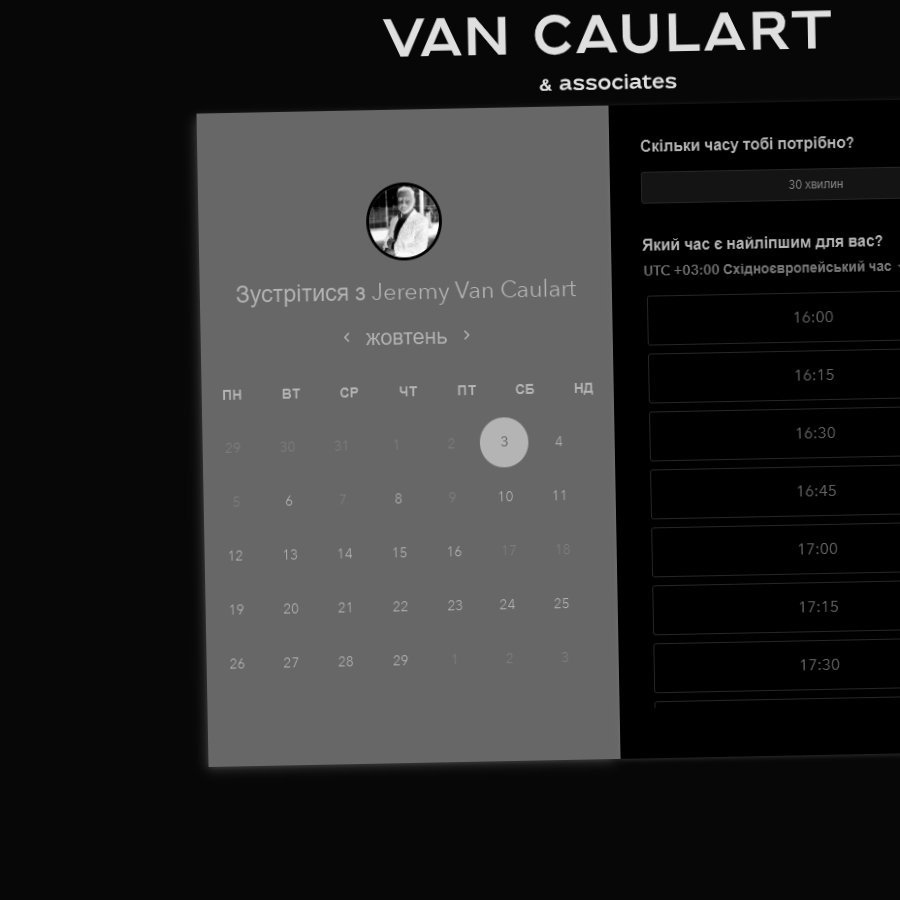 VAN CAULART
& associates
Зустрітися з Jeremy Van Caulart
‹ жовтень ›
ПН ВТ СР ЧТ ПТ СБ НД
29 30 31 1 2 3 4
5 6 7 8 9 10 11
12 13 14 15 16 17 18
19 20 21 22 23 24 25
26 27 28 29 1 2 3
Скільки часу тобі потрібно?
30 хвилин
Який час є найліпшим для вас?
UTC +03:00 Східноєвропейський час
16:00
16:15
16:30
16:45
17:00
17:15
17:30